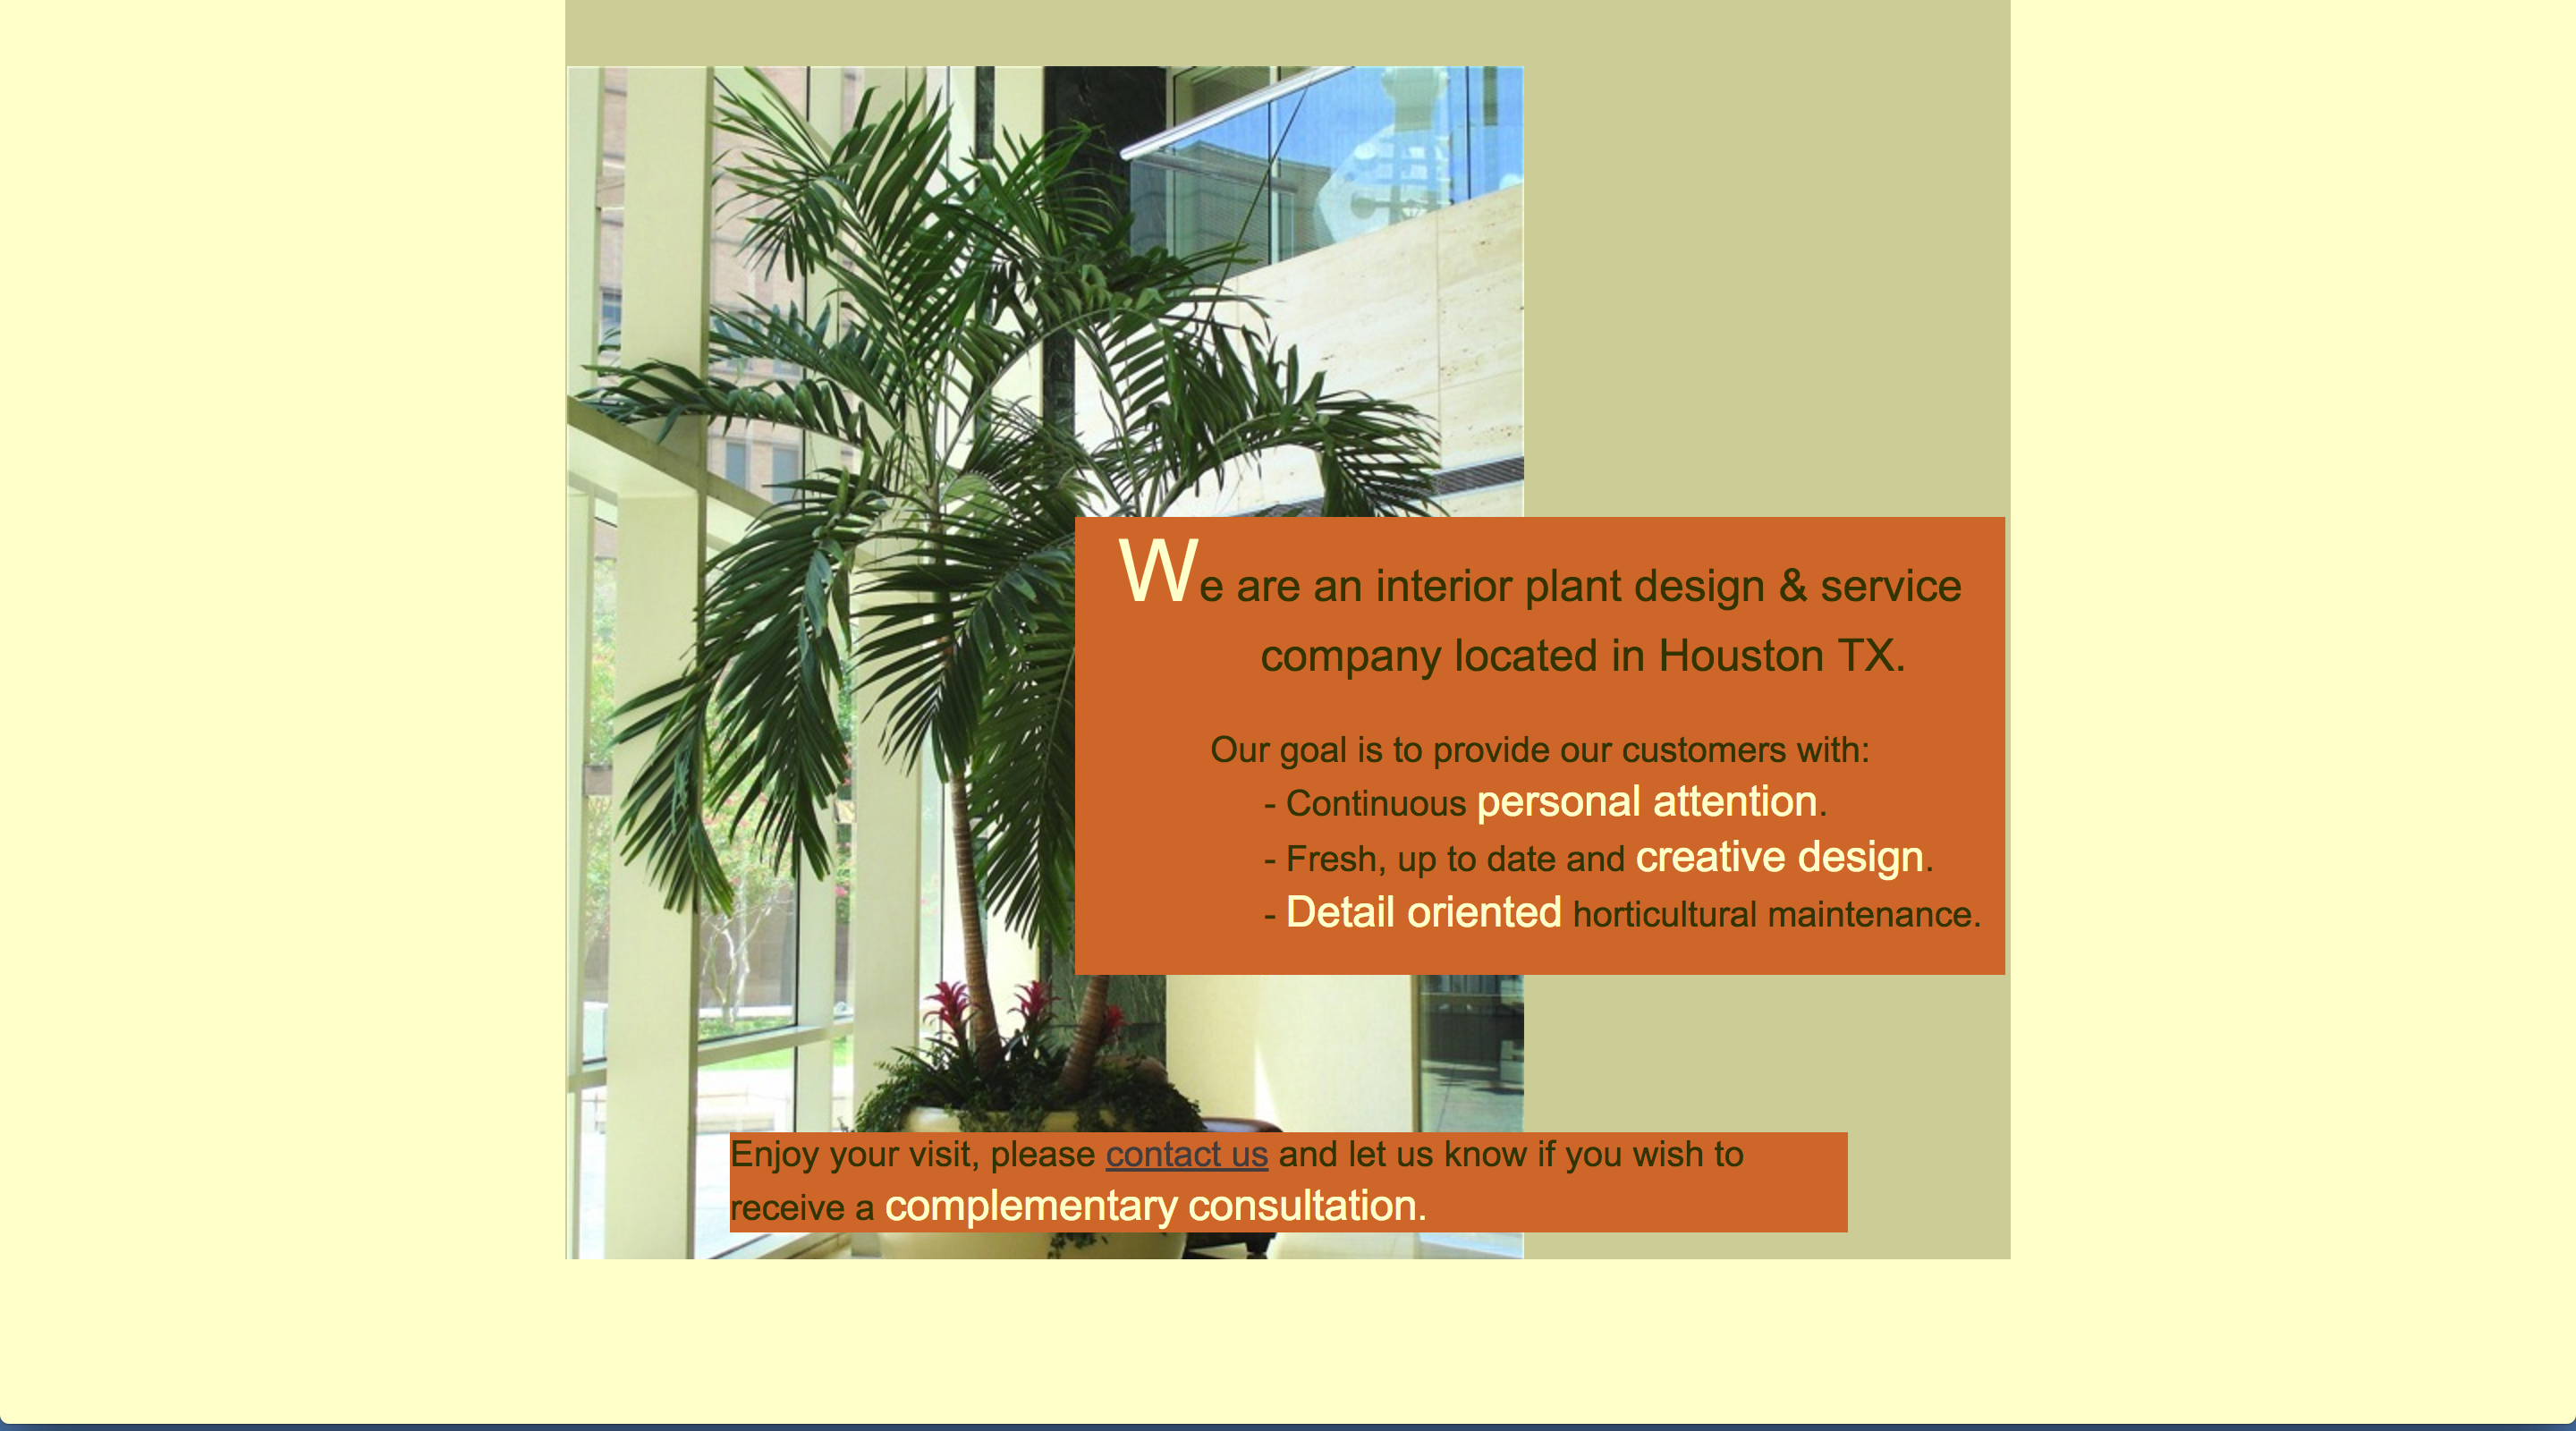 We are an interior plant design & service
company located in Houston TX.
Our goal is to provide our customers with:
- Continuous personal attention.
- Fresh, up to date and creative design.
- Detail oriented horticultural maintenance.
Enjoy your visit, please contact us and let us know if you wish to
receive a complementary consultation.